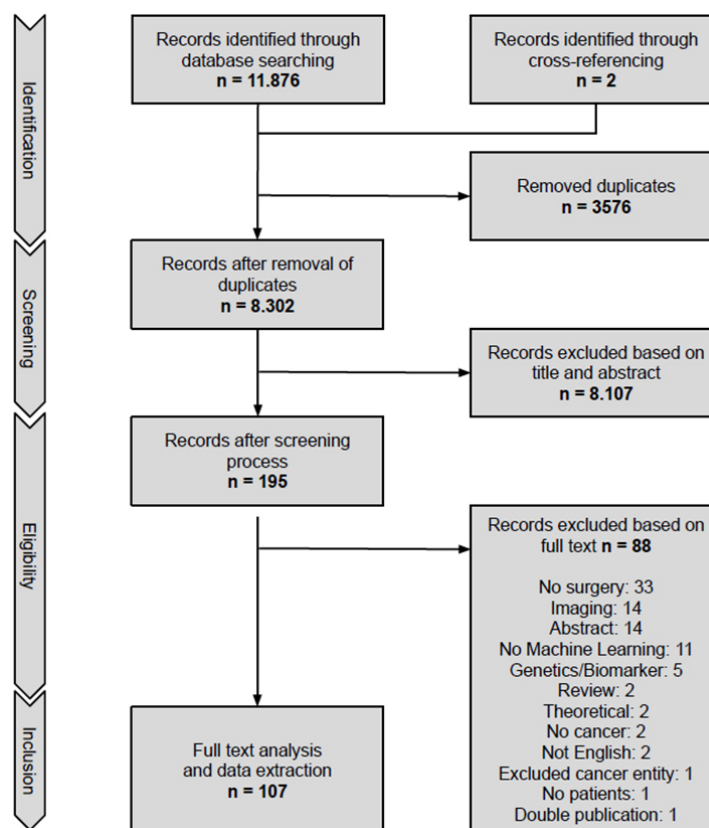 Identification
Records identified through
database searching
n = 11.876
Records identified through
cross-referencing
n = 2
Removed duplicates
n = 3576
Screening
Records after removal of
duplicates
n = 8.302
Records excluded based on
title and abstract
n = 8.107
Eligibility
Records after screening
process
n = 195
Records excluded based on
full text n = 88
No surgery: 33
Imaging: 14
Abstract: 14
No Machine Learning: 11
Genetics/Biomarker: 5
Review: 2
Theoretical: 2
No cancer: 2
Not English: 2
Excluded cancer entity: 1
No patients: 1
Double publication: 1
Inclusion
Full text analysis
and data extraction
n = 107